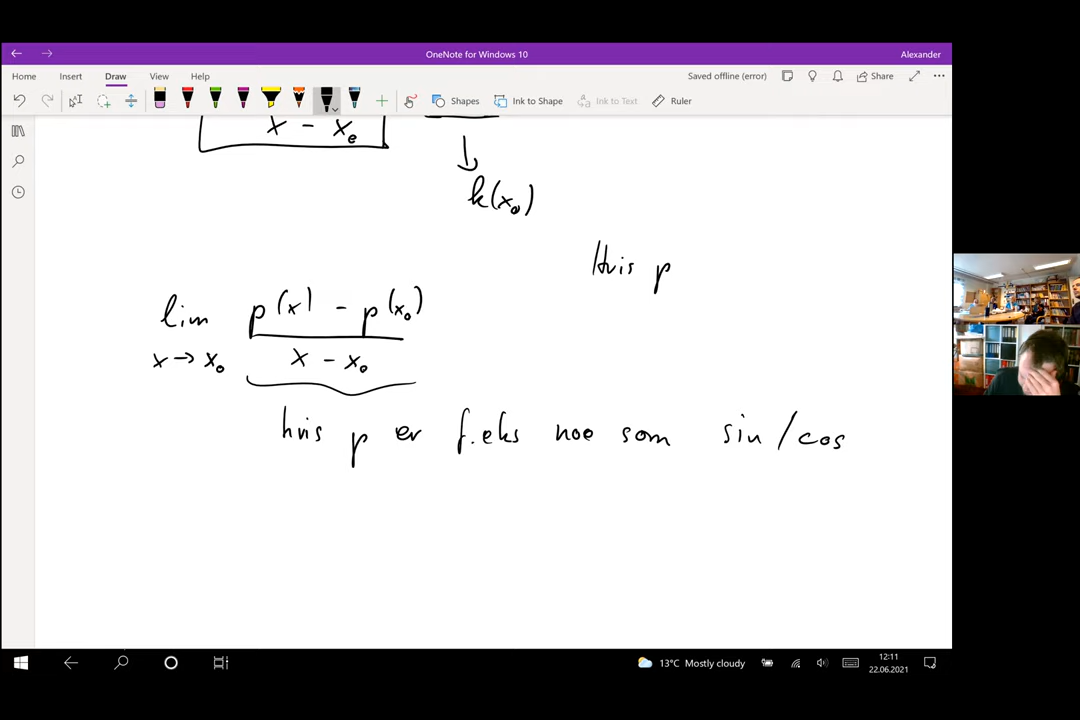 OneNote for Windows 10
Alexander
Home Insert Draw View Help
Saved offline (error)
Share
Shapes
Ink to Shape
Ink to Text
Ruler
x - xₑ
k(x₀)
Hvis p
lim p(x) - p(x₀)
x → x₀ x - x₀
hvis p er f.eks noe som sin/cos
13°C Mostly cloudy
12:11
22.06.2021